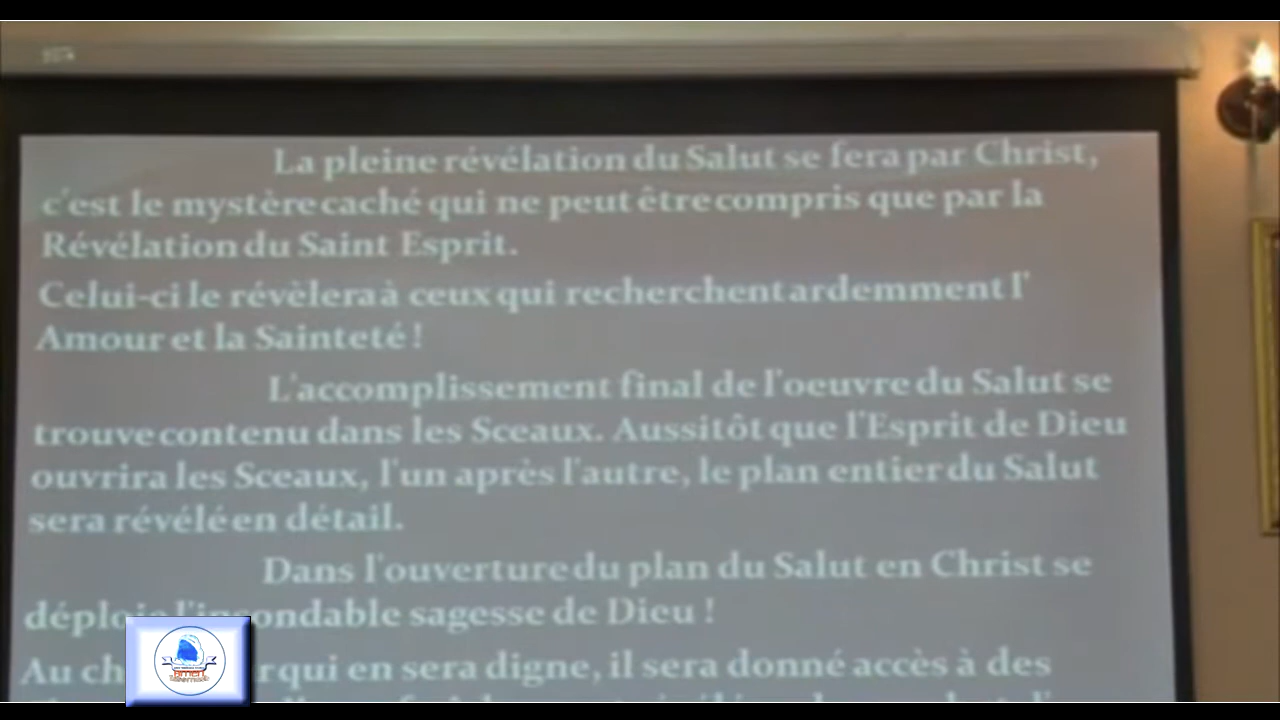 La pleine révélation du Salut se fera par Christ,
c'est le mystère caché qui ne peut être compris que par la
Révélation du Saint Esprit.
Celui-ci le révèlera à ceux qui recherchent ardemment l'
Amour et la Sainteté !
L'accomplissement final de l'oeuvre du Salut se
trouve contenu dans les Sceaux. Aussitôt que l'Esprit de Dieu
ouvrira les Sceaux, l'un après l'autre, le plan entier du Salut
sera révélé en détail.
Dans l'ouverture du plan du Salut en Christ se
déploie l'insondable sagesse de Dieu !
Au qui en sera digne, il sera donné accès à des